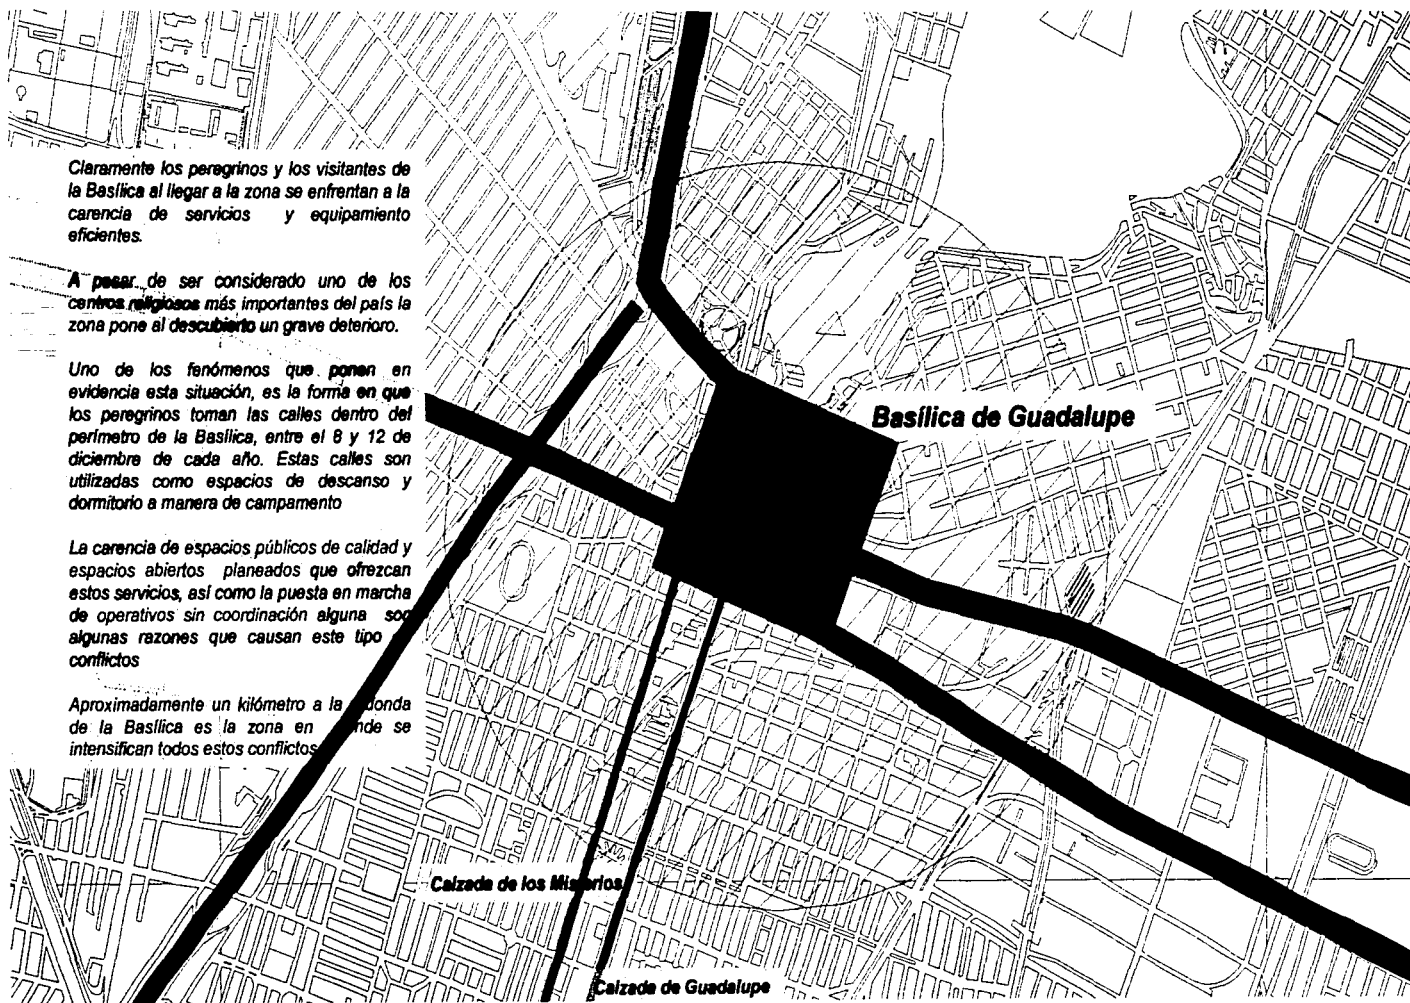 Claramente los peregrinos y los visitantes de
la Basílica al llegar a la zona se enfrentan a la
carencia de servicios y equipamiento
eficientes.
A pesar de ser considerado uno de los
centros religiosos más importantes del país la
zona pone al descubierto un grave deterioro.
Uno de los fenómenos que ponen en
evidencia esta situación, es la forma en que
los peregrinos toman las calles dentro del
perímetro de la Basílica, entre el 8 y 12 de
diciembre de cada año. Estas calles son
utilizadas como espacios de descanso y
dormitorio a manera de campamento
La carencia de espacios públicos de calidad y
espacios abiertos planeados que ofrezcan
estos servicios, así como la puesta en marcha
de operativos sin coordinación alguna son
algunas razones que causan este tipo
conflictos
Aproximadamente un kilómetro a la redonda
de la Basílica es la zona en donde se
intensifican todos estos conflictos
Basílica de Guadalupe
Calzada de los Misterios
Calzada de Guadalupe